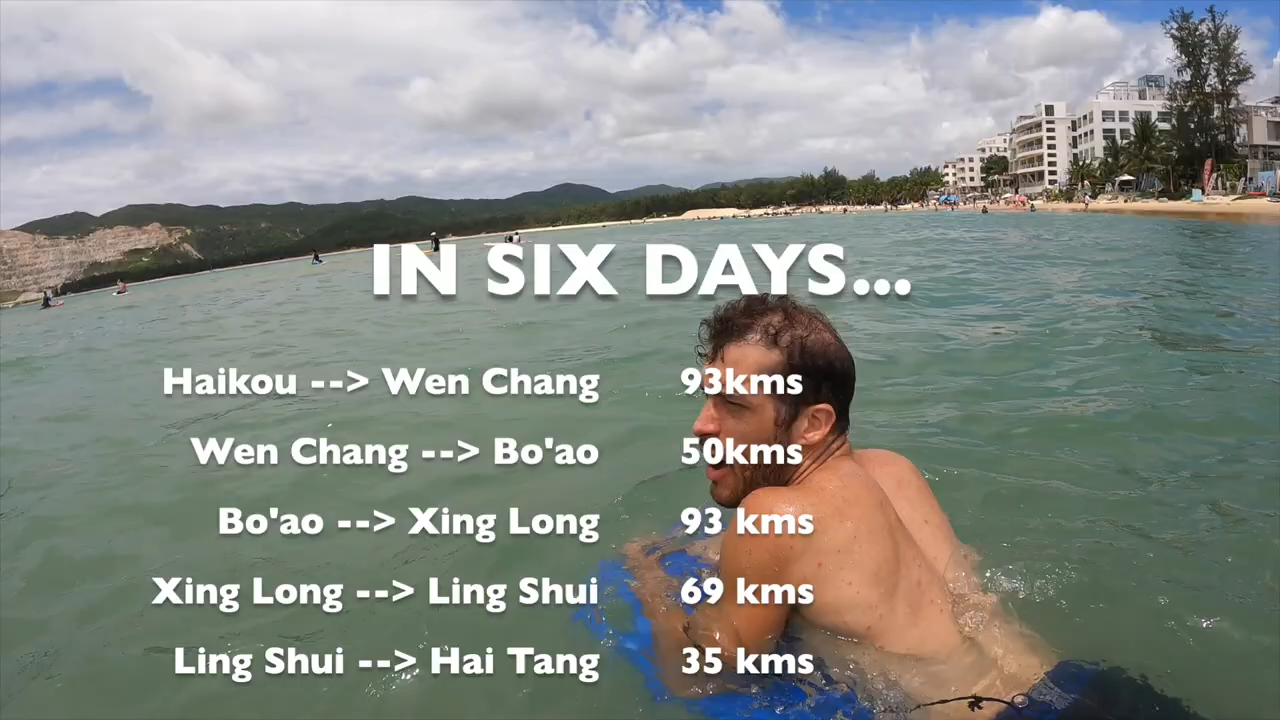 IN SIX DAYS...
Haikou --> Wen Chang 93kms
Wen Chang --> Bo'ao 50kms
Bo'ao --> Xing Long 93 kms
Xing Long --> Ling Shui 69 kms
Ling Shui --> Hai Tang 35 kms